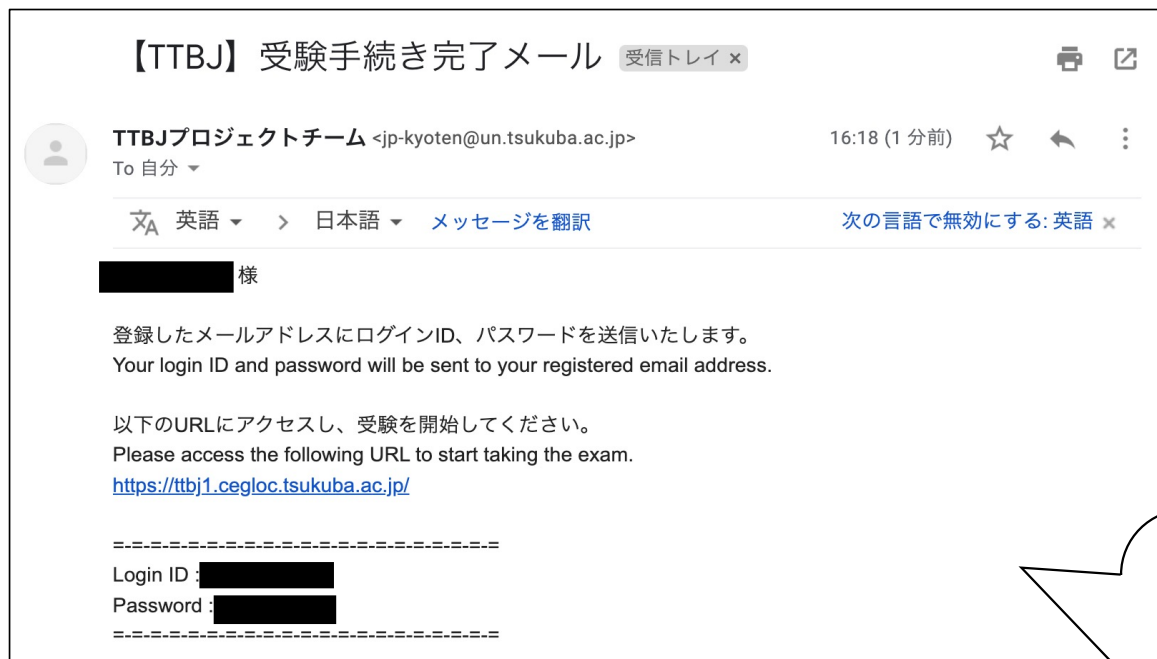 【TTBJ】受験手続き完了メール 受信トレイ ×
TTBJプロジェクトチーム <jp-kyoten@un.tsukuba.ac.jp> 16:18 (1 分前)
To 自分
英語 > 日本語 メッセージを翻訳 次の言語で無効にする: 英語 ×
様
登録したメールアドレスにログインID、パスワードを送信いたします。
Your login ID and password will be sent to your registered email address.
以下のURLにアクセスし、受験を開始してください。
Please access the following URL to start taking the exam.
https://ttbj1.cegloc.tsukuba.ac.jp/
=-=-=-=-=-=-=-=-=-=-=-=-=-=-=-=-=-=-=-=-=
Login ID :
Password :
=-=-=-=-=-=-=-=-=-=-=-=-=-=-=-=-=-=-=-=-=